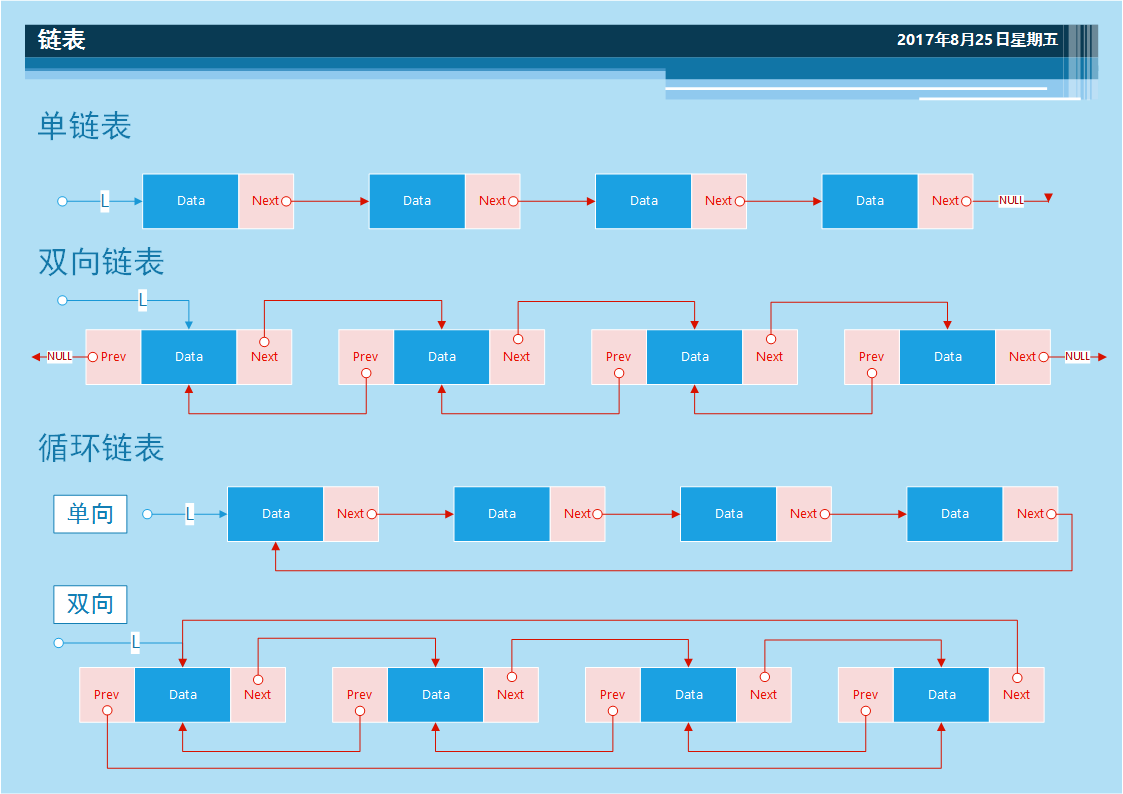 链表
2017年8月25日星期五
单链表
L Data Next Data Next Data Next Data Next NULL
双向链表
L
NULL Prev Data Next Prev Data Next Prev Data Next Prev Data Next NULL
循环链表
单向 L Data Next Data Next Data Next Data Next
双向
L
Prev Data Next Prev Data Next Prev Data Next Prev Data Next